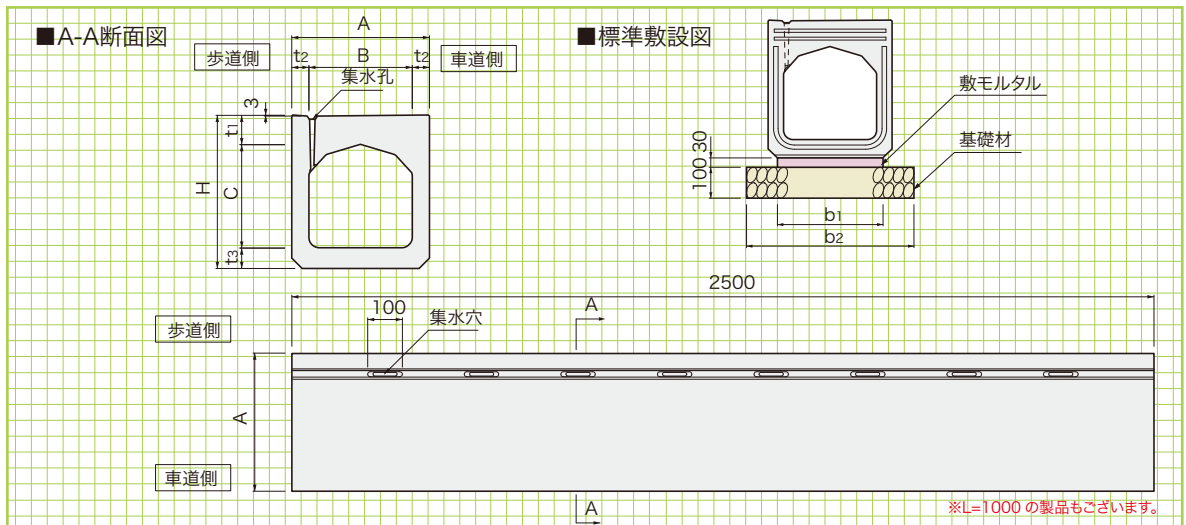 ■A-A断面図
歩道側
車道側
A
t2
B
t2
集水孔
3
t1
H
C
t3
■標準敷設図
敷モルタル
基礎材
30
100
b1
b2
2500
100
集水穴
A
歩道側
A
車道側
A
※L=1000 の製品もございます。